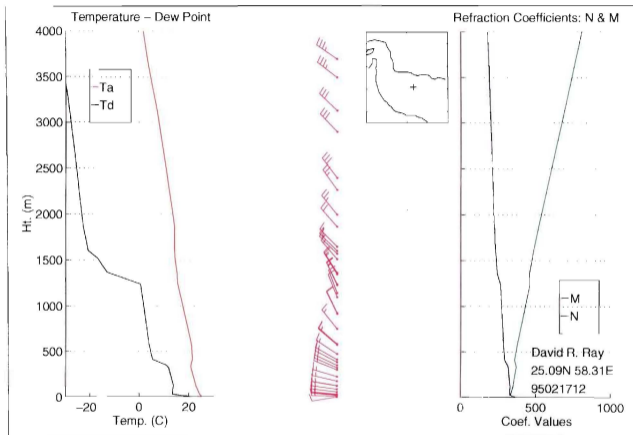 Temperature – Dew Point
Refraction Coefficients: N & M
4000
3500
3000
2500
2000
1500
1000
500
0
Ht. (m)
Ta
Td
−20
0
20
Temp. (C)
M
N
David R. Ray
25.09N 58.31E
95021712
0
500
1000
Coef. Values